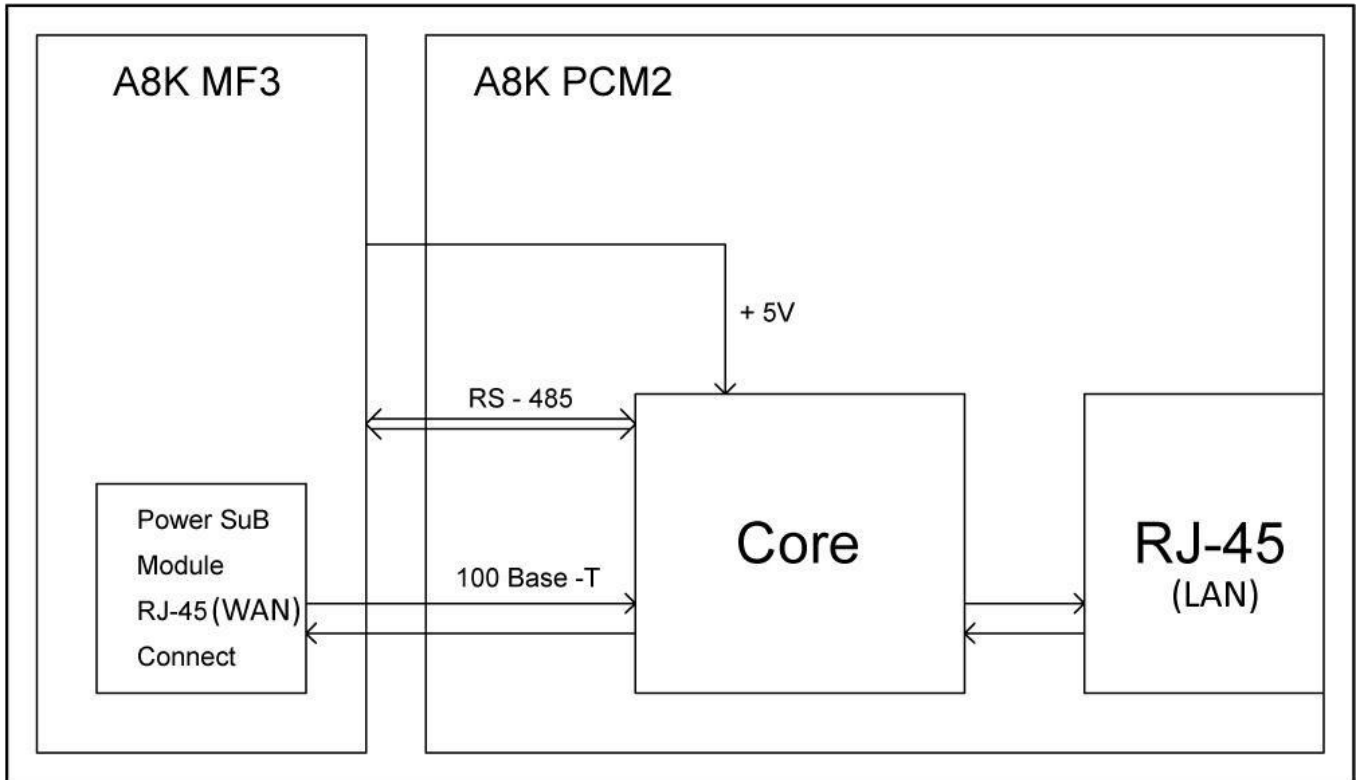 A8K MF3
A8K PCM2
+ 5V
RS - 485
Power SuB
Module
RJ-45(WAN)
Connect
100 Base -T
Core
RJ-45
(LAN)